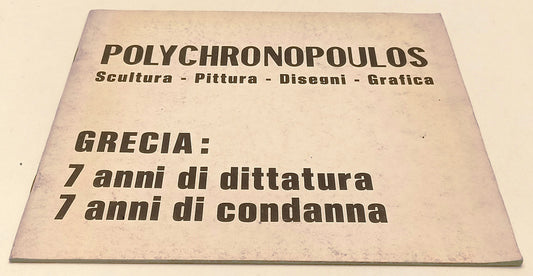 POLYCHRONOPOULOS
Scultura - Pittura - Disegni - Grafica
GRECIA:
7 anni di dittatura
7 anni di condanna